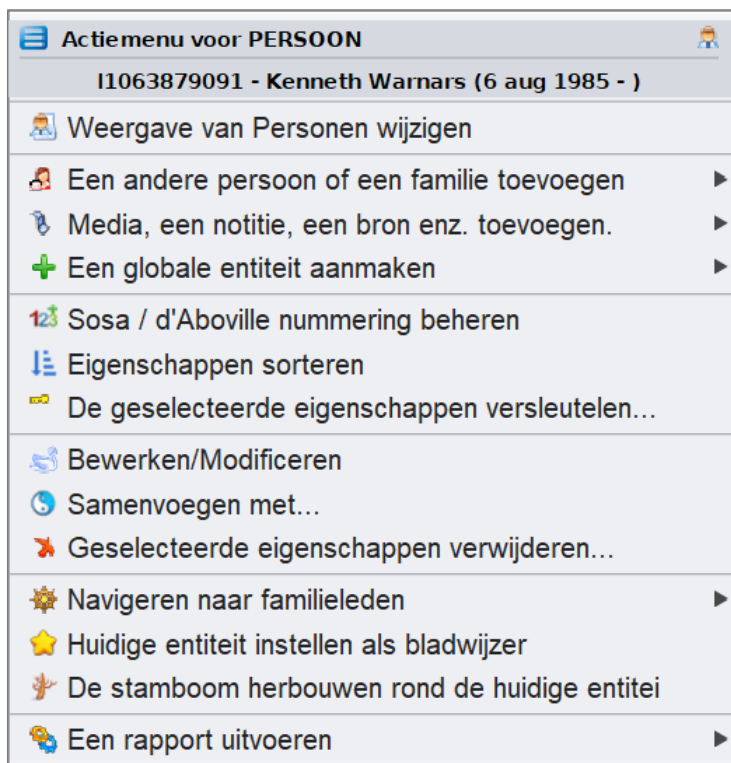 Actiemenu voor PERSOON
I1063879091 - Kenneth Warnars (6 aug 1985 - )
Weergave van Personen wijzigen
Een andere persoon of een familie toevoegen
Media, een notitie, een bron enz. toevoegen.
Een globale entiteit aanmaken
123 Sosa / d'Aboville nummering beheren
Eigenschappen sorteren
De geselecteerde eigenschappen versleutelen...
Bewerken/Modificeren
Samenvoegen met...
Geselecteerde eigenschappen verwijderen...
Navigeren naar familieleden
Huidige entiteit instellen als bladwijzer
De stamboom herbouwen rond de huidige entitei
Een rapport uitvoeren